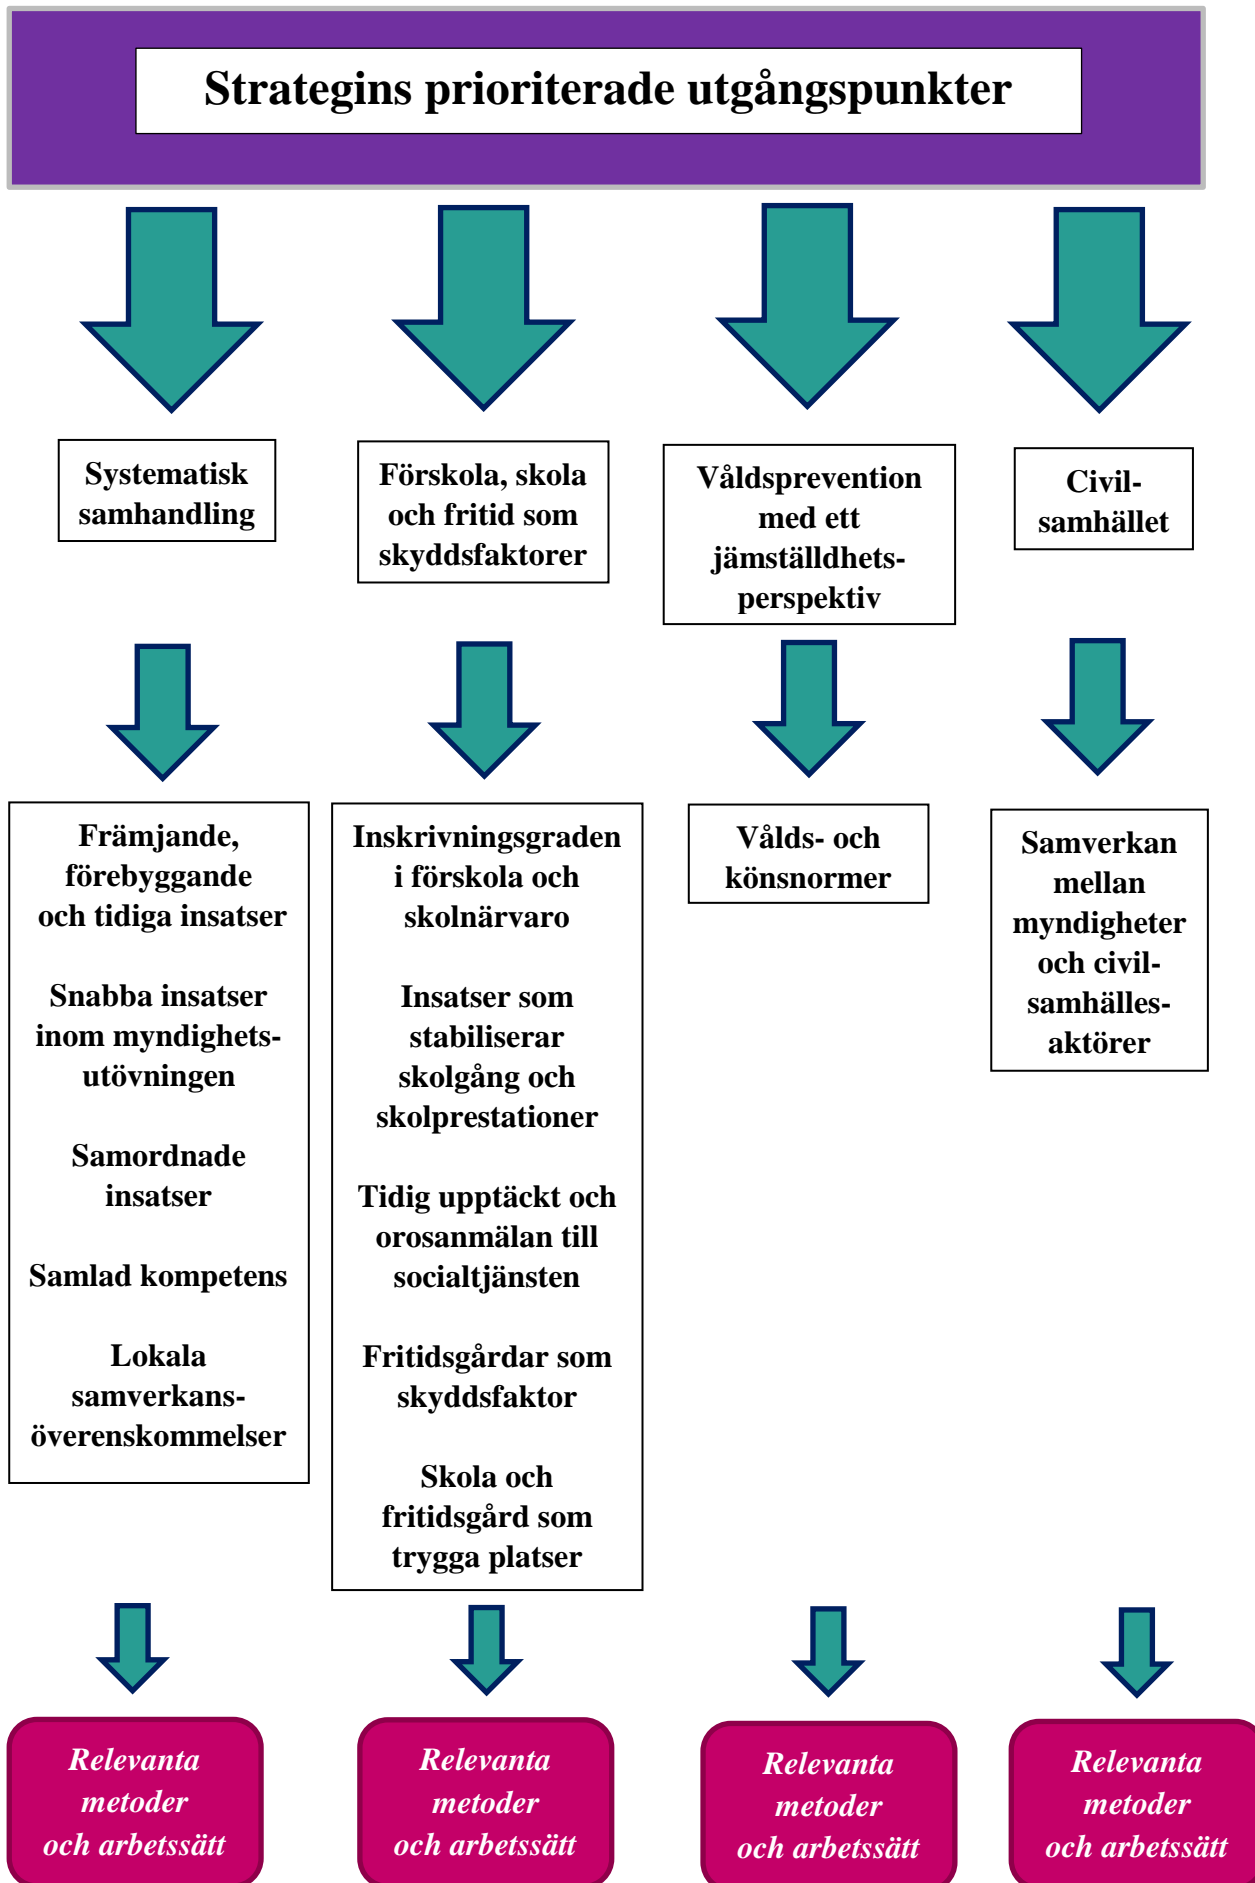 Strategins prioriterade utgångspunkter
Systematisk
samhandling
Förskola, skola
och fritid som
skyddsfaktorer
Våldsprevention
med ett
jämställdhets-
perspektiv
Civil-
samhället
Främjande,
förebyggande
och tidiga insatser
Snabba insatser
inom myndighets-
utövningen
Samordnade
insatser
Samlad kompetens
Lokala
samverkans-
överenskommelser
Inskrivningsgraden
i förskola och
skolnärvaro
Insatser som
stabiliserar
skolgång och
skolprestationer
Tidig upptäckt och
orosanmälan till
socialtjänsten
Fritidsgårdar som
skyddsfaktor
Skola och
fritidsgård som
trygga platser
Vålds- och
könsnormer
Samverkan
mellan
myndigheter
och civil-
samhälles-
aktörer
Relevanta
metoder
och arbetssätt
Relevanta
metoder
och arbetssätt
Relevanta
metoder
och arbetssätt
Relevanta
metoder
och arbetssätt